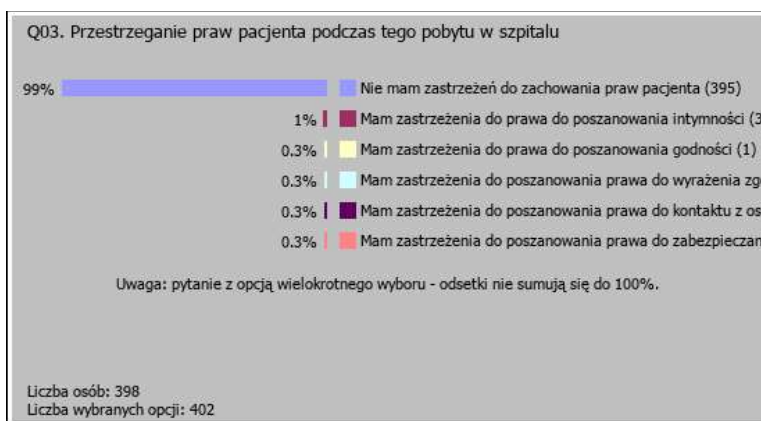 Q03. Przestrzeganie praw pacjenta podczas tego pobytu w szpitalu
99% Nie mam zastrzeżeń do zachowania praw pacjenta (395)
1% Mam zastrzeżenia do prawa do poszanowania intymności (3
0.3% Mam zastrzeżenia do prawa do poszanowania godności (1)
0.3% Mam zastrzeżenia do poszanowania prawa do wyrażenia
0.3% Mam zastrzeżenia do poszanowania prawa do kontaktu z
0.3% Mam zastrzeżenia do poszanowania prawa do
Uwaga: pytanie z opcją wielokrotnego wyboru - odsetki nie sumują się do 100%.
Liczba osób: 398
Liczba wybranych opcji: 402